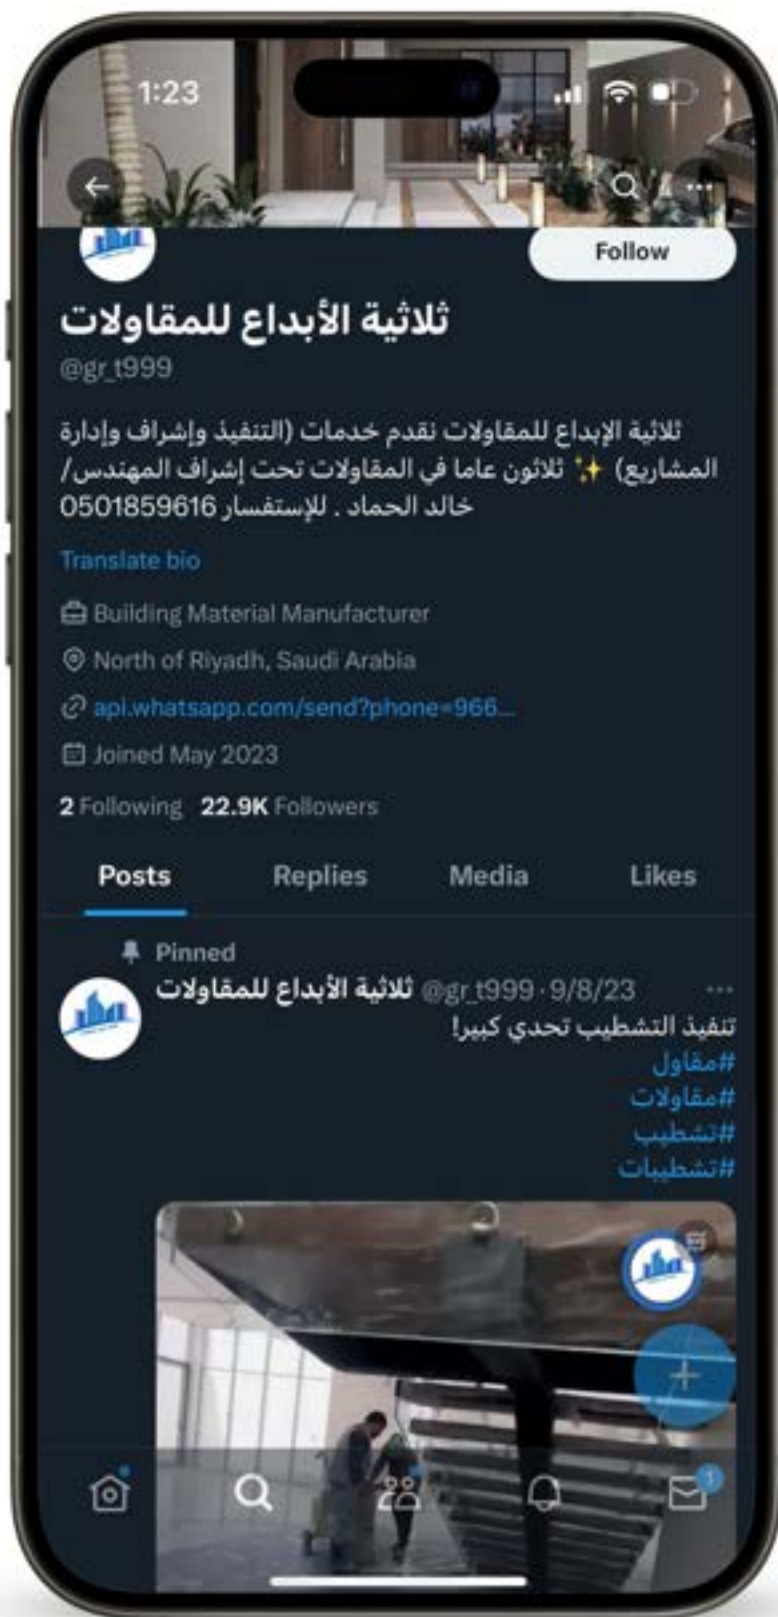 1:23
Follow
ثلاثية الأبداع للمقاولات
@gr_t999
ثلاثية الإبداع للمقاولات نقدم خدمات (التنفيذ وإشراف وإدارة
المشاريع) ✨ ثلاثون عاما في المقاولات تحت إشراف المهندس/
خالد الحماد . للإستفسار 0501859616
Translate bio
Building Material Manufacturer
North of Riyadh, Saudi Arabia
api.whatsapp.com/send?phone=966...
Joined May 2023
2 Following 22.9K Followers
Posts Replies Media Likes
Pinned
ثلاثية الأبداع للمقاولات @gr_t999 · 9/8/23
تنفيذ التشطيب تحدي كبير!
#مقاول
#مقاولات
#تشطيب
#تشطيبات
1